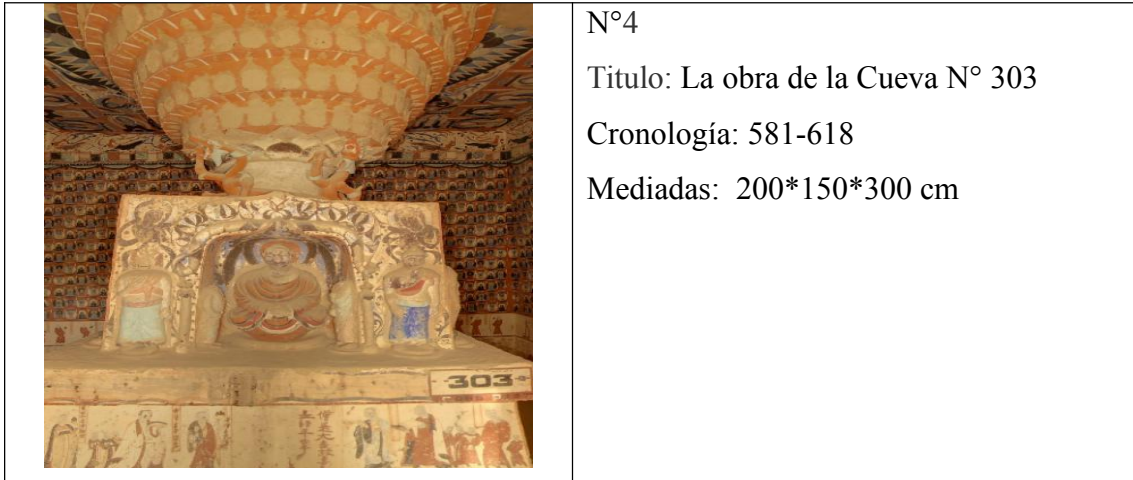 N°4
Titulo: La obra de la Cueva N° 303
Cronología: 581-618
Mediadas: 200*150*300 cm
303